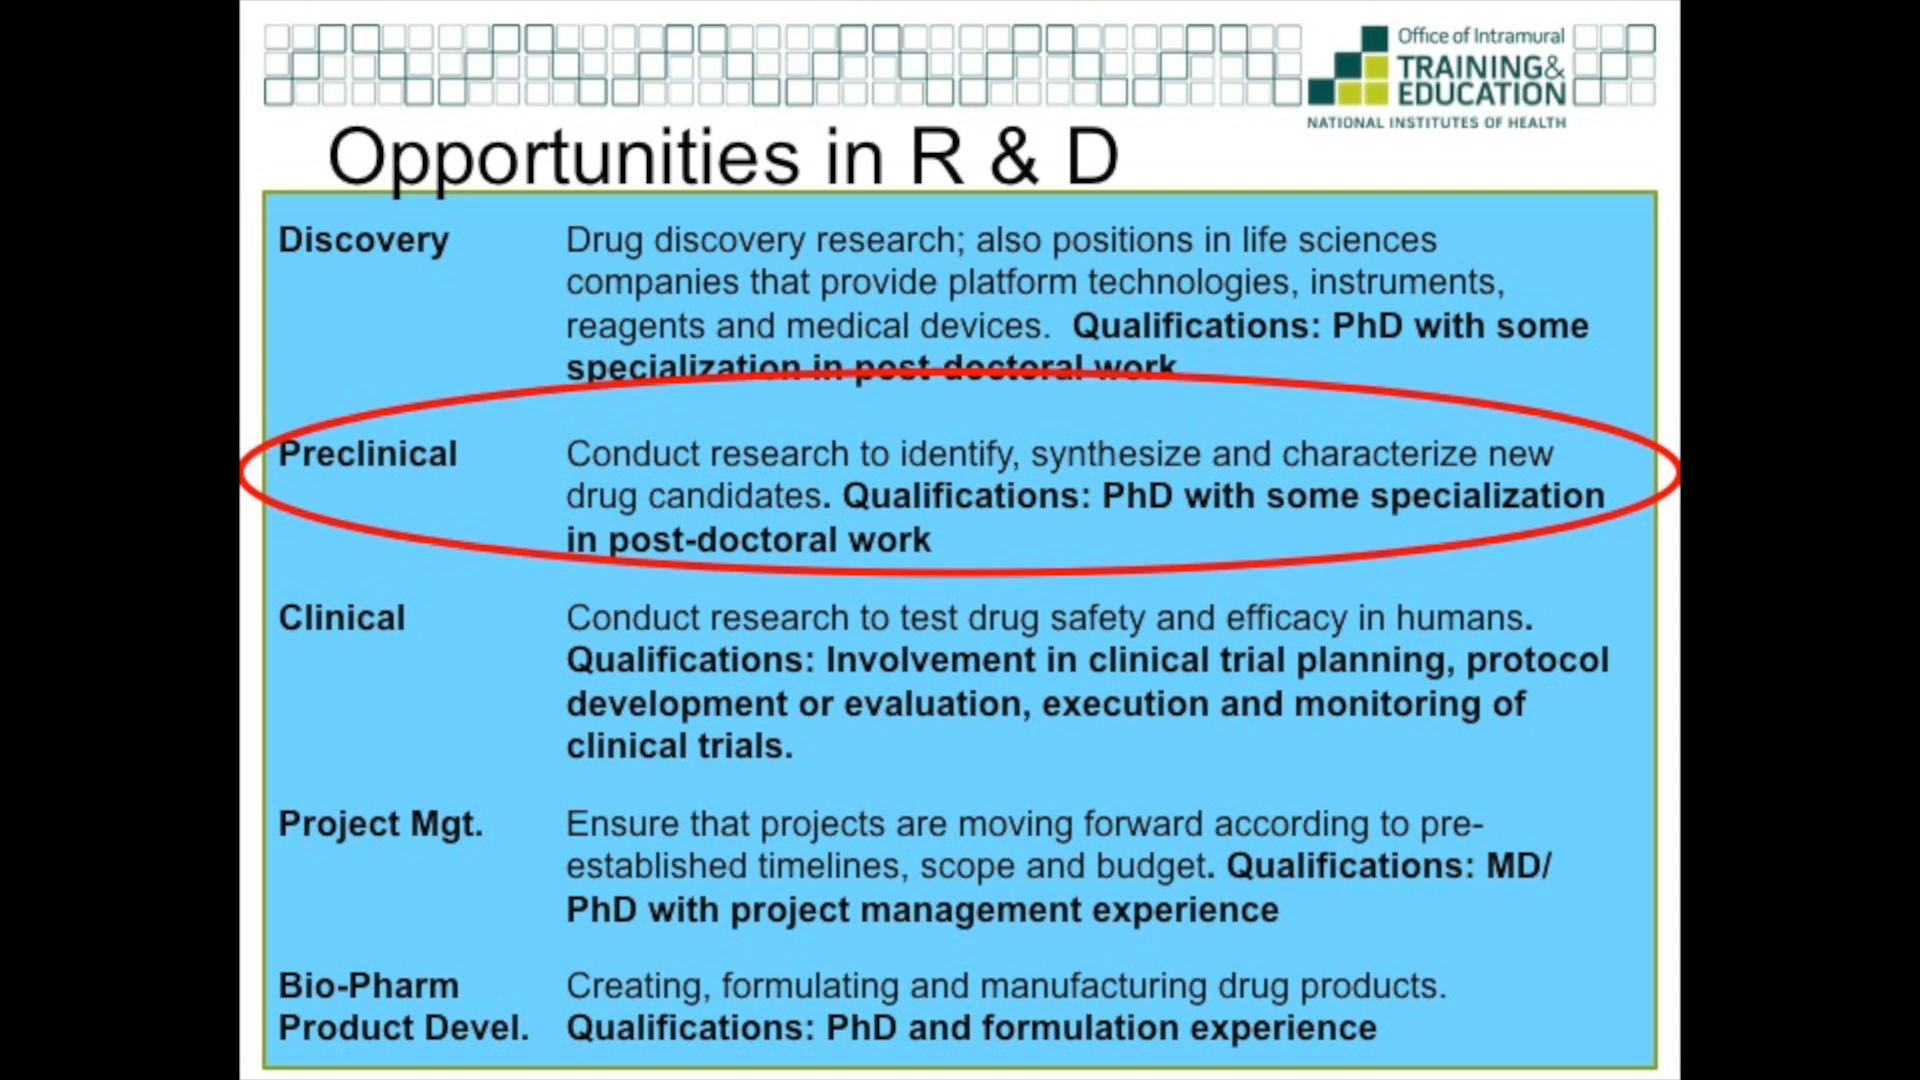 Office of Intramural
TRAINING&
EDUCATION
NATIONAL INSTITUTES OF HEALTH
Opportunities in R & D
Discovery
Drug discovery research; also positions in life sciences
companies that provide platform technologies, instruments,
reagents and medical devices. Qualifications: PhD with some
specialization in post-doctoral work
Preclinical
Conduct research to identify, synthesize and characterize new
drug candidates. Qualifications: PhD with some specialization
in post-doctoral work
Clinical
Conduct research to test drug safety and efficacy in humans.
Qualifications: Involvement in clinical trial planning, protocol
development or evaluation, execution and monitoring of
clinical trials.
Project Mgt.
Ensure that projects are moving forward according to pre-
established timelines, scope and budget. Qualifications: MD/
PhD with project management experience
Bio-Pharm
Product Devel.
Creating, formulating and manufacturing drug products.
Qualifications: PhD and formulation experience